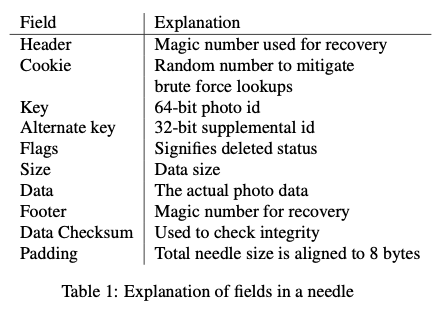 Field Explanation
Header Magic number used for recovery
Cookie Random number to mitigate
brute force lookups
Key 64-bit photo id
Alternate key 32-bit supplemental id
Flags Signifies deleted status
Size Data size
Data The actual photo data
Footer Magic number for recovery
Data Checksum Used to check integrity
Padding Total needle size is aligned to 8 bytes
Table 1: Explanation of fields in a needle